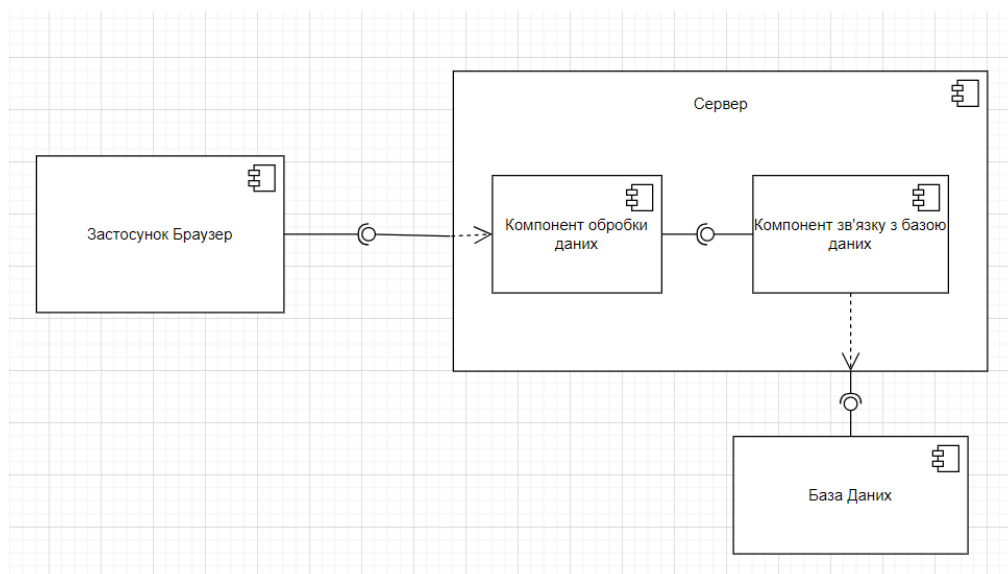 Сервер
Застосунок Браузер
Компонент обробки
даних
Компонент зв'язку з базою
даних
База Даних